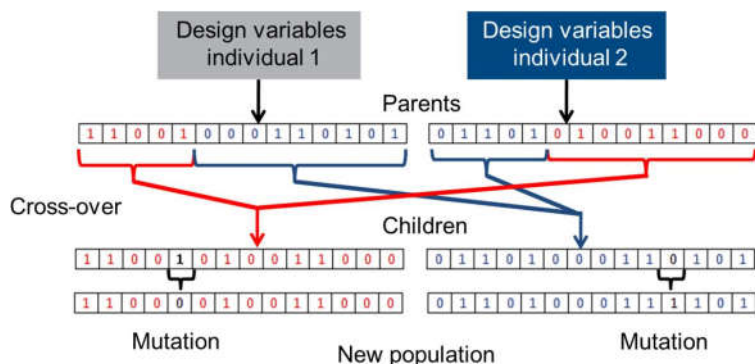 Design variables
individual 1
Design variables
individual 2
Parents
1 1 0 0 1 0 0 0 1 1 0 1 0 1
0 1 1 0 1 0 1 0 0 1 1 0 0 0
Cross-over
Children
1 1 0 0 1 0 1 0 0 1 1 0 0 0
0 1 1 0 1 0 0 0 1 1 0 1 0 1
1 1 0 0 0 0 1 0 0 1 1 0 0 0
0 1 1 0 1 0 0 0 1 1 1 1 0 1
Mutation
Mutation
New population